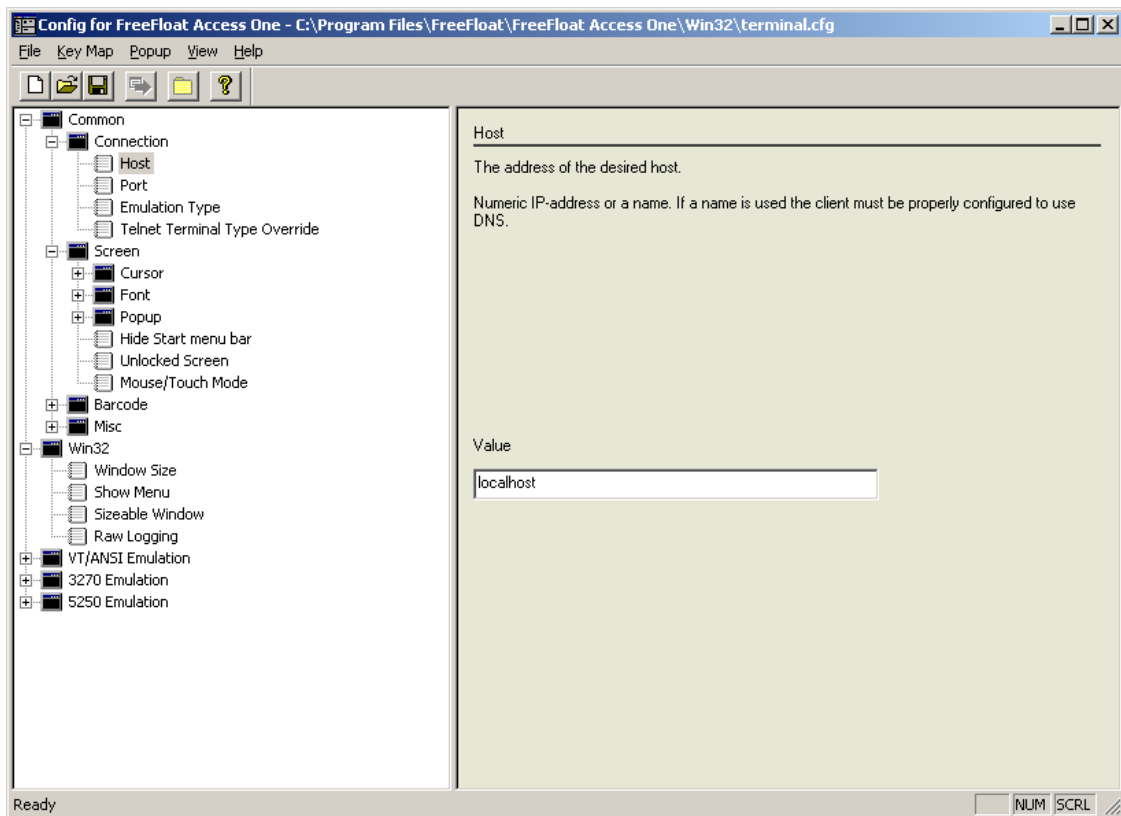 Config for FreeFloat Access One - C:\Program Files\FreeFloat\FreeFloat Access One\Win32\terminal.cfg
File Key Map Popup View Help
Common
Connection
Host
Port
Emulation Type
Telnet Terminal Type Override
Screen
Cursor
Font
Popup
Hide Start menu bar
Unlocked Screen
Mouse/Touch Mode
Barcode
Misc
Win32
Window Size
Show Menu
Sizeable Window
Raw Logging
VT/ANSI Emulation
3270 Emulation
5250 Emulation
Host
The address of the desired host.
Numeric IP-address or a name. If a name is used the client must be properly configured to use
DNS.
Value
localhost
Ready
NUM SCRL